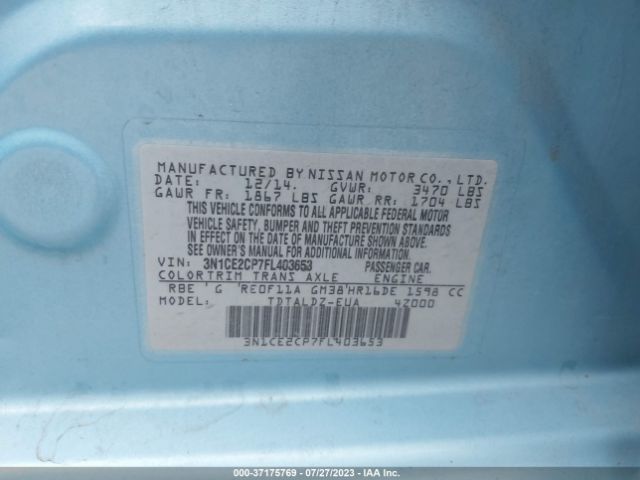 MANUFACTURED BY NISSAN MOTOR CO., LTD.
DATE: 12/14. GVWR: 3470 LBS
GAWR FR: 1867 LBS GAWR RR: 1704 LBS
THIS VEHICLE CONFORMS TO ALL APPLICABLE FEDERAL MOTOR
VEHICLE SAFETY, BUMPER AND THEFT PREVENTION STANDARDS
IN EFFECT ON THE DATE OF MANUFACTURE SHOWN ABOVE.
SEE OWNER'S MANUAL FOR ADDITIONAL INFORMATION.
VIN: 3N1CE2CP7FL403653 PASSENGER CAR.
COLOR TRIM TRANS AXLE ENGINE
RBE G RE0F11A GM38 HR16DE 1598 CC
MODEL: TDTALDZ-EUA 4Z000
3N1CE2CP7FL403653
000-37175769 - 07/27/2023 - IAA Inc.